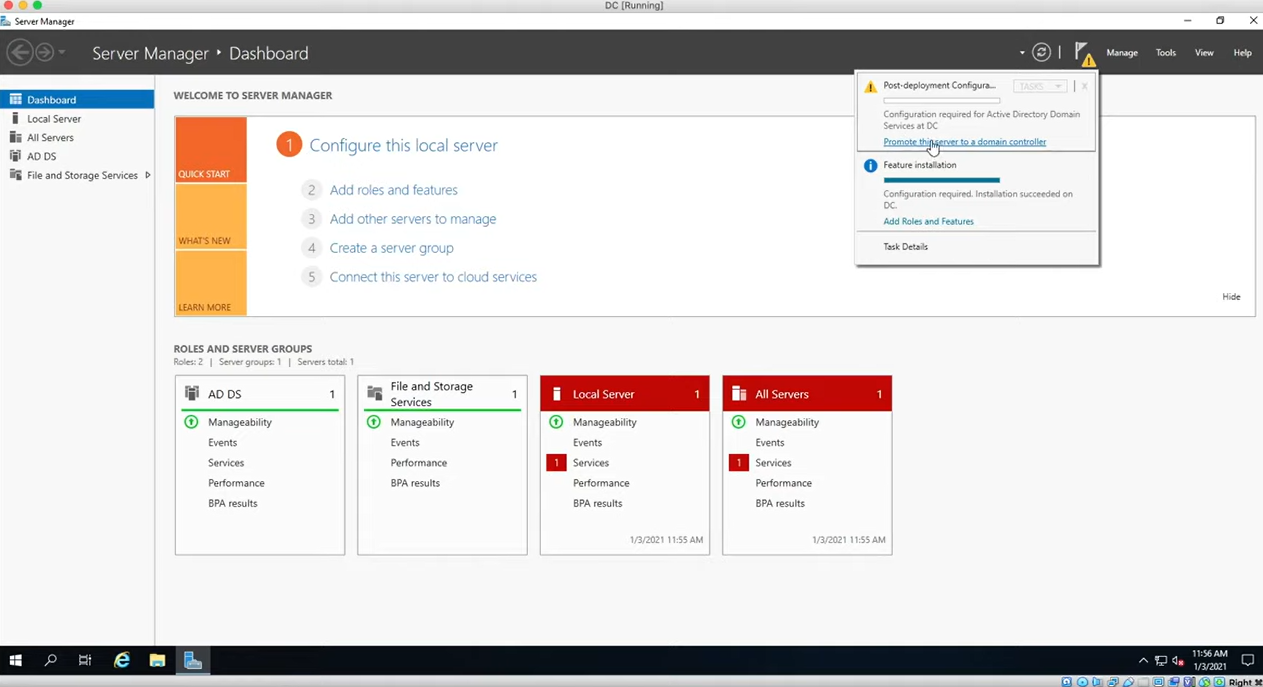 DC [Running]
Server Manager
Server Manager • Dashboard
Manage
Tools
View
Help
Dashboard
Local Server
All Servers
AD DS
File and Storage Services
WELCOME TO SERVER MANAGER
QUICK START
WHAT'S NEW
LEARN MORE
1 Configure this local server
2 Add roles and features
3 Add other servers to manage
4 Create a server group
5 Connect this server to cloud services
Hide
Post-deployment Configura...
TASKS
x
Configuration required for Active Directory Domain
Services at DC
Promote this server to a domain controller
Feature installation
Configuration required. Installation succeeded on
DC.
Add Roles and Features
Task Details
ROLES AND SERVER GROUPS
Roles: 2 | Server groups: 1 | Servers total: 1
AD DS 1
Manageability
Events
Services
Performance
BPA results
File and Storage
Services 1
Manageability
Events
Performance
BPA results
Local Server 1
Manageability
Events
1 Services
Performance
BPA results
1/3/2021 11:55 AM
All Servers 1
Manageability
Events
1 Services
Performance
BPA results
1/3/2021 11:55 AM
11:56 AM
1/3/2021
Right ⌘